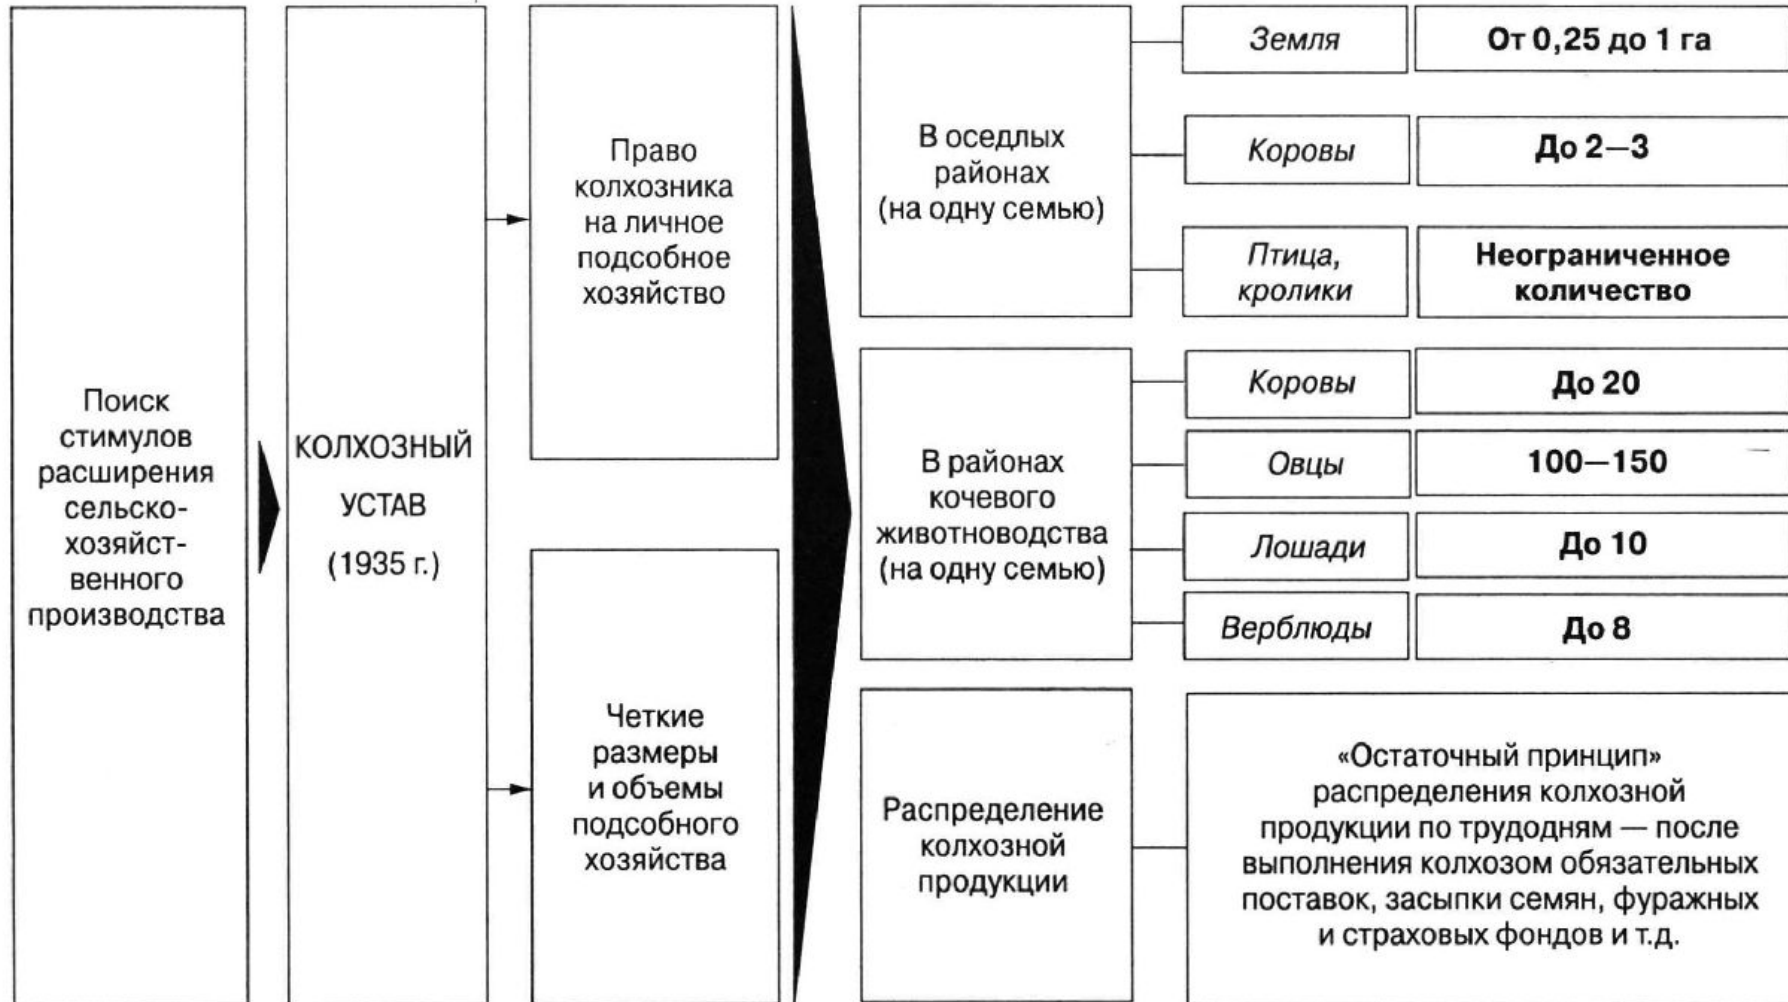 Поиск
стимулов
расширения
сельско-
хозяйст-
венного
производства
КОЛХОЗНЫЙ
УСТАВ
(1935 г.)
Право
колхозника
на личное
подсобное
хозяйство
Четкие
размеры
и объемы
подсобного
хозяйства
В оседлых
районах
(на одну семью)
Земля
От 0,25 до 1 га
Коровы
До 2—3
Птица,
кролики
Неограниченное
количество
В районах
кочевого
животноводства
(на одну семью)
Коровы
До 20
Овцы
100—150
Лошади
До 10
Верблюды
До 8
Распределение
колхозной
продукции
«Остаточный принцип»
распределения колхозной
продукции по трудодням — после
выполнения колхозом обязательных
поставок, засыпки семян, фуражных
и страховых фондов и т.д.